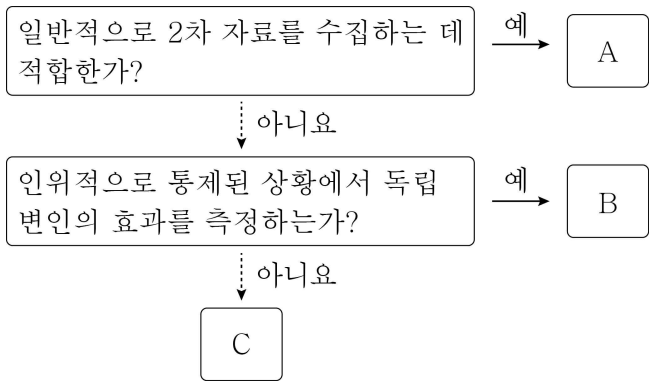 일반적으로 2차 자료를 수집하는 데
적합한가?
예
A
아니요
인위적으로 통제된 상황에서 독립
변인의 효과를 측정하는가?
예
B
아니요
C